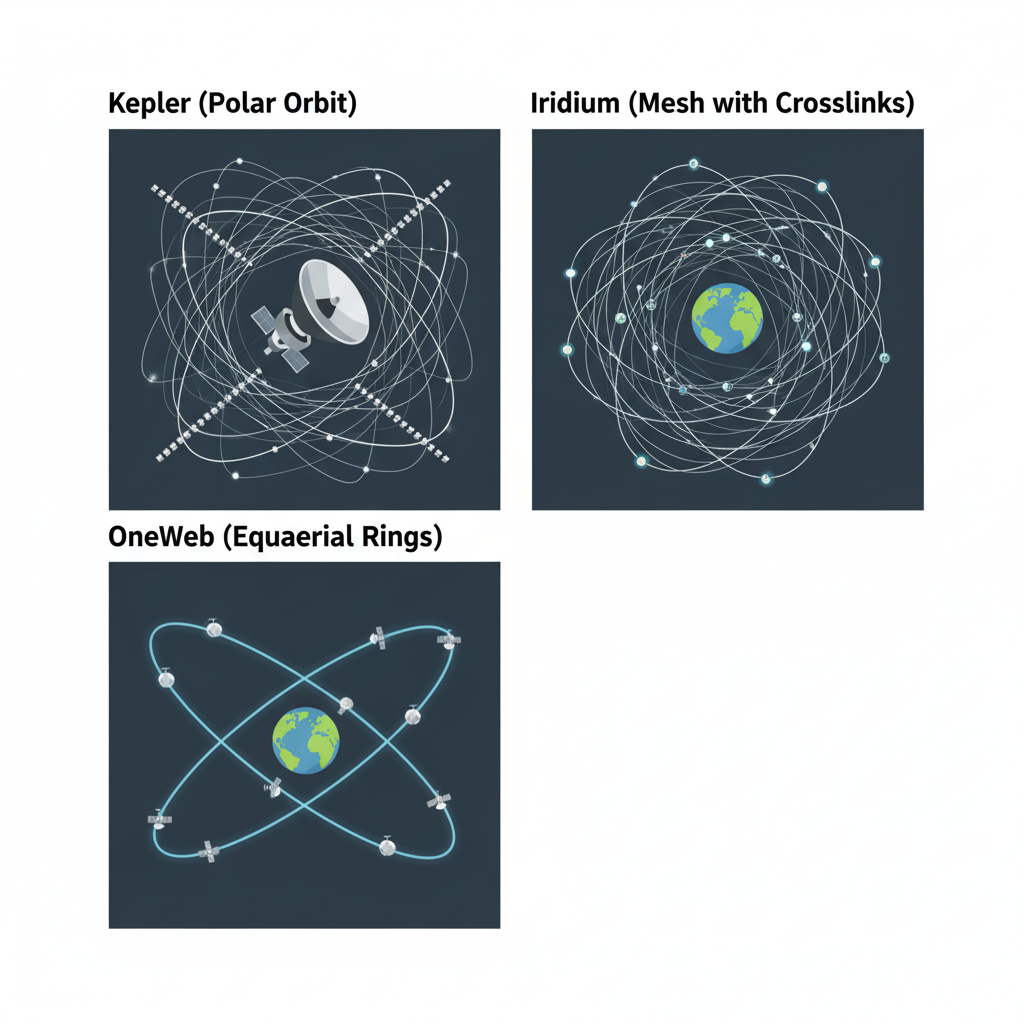 Kepler (Polar Orbit)
Iridium (Mesh with Crosslinks)
OneWeb (Equaerial Rings)